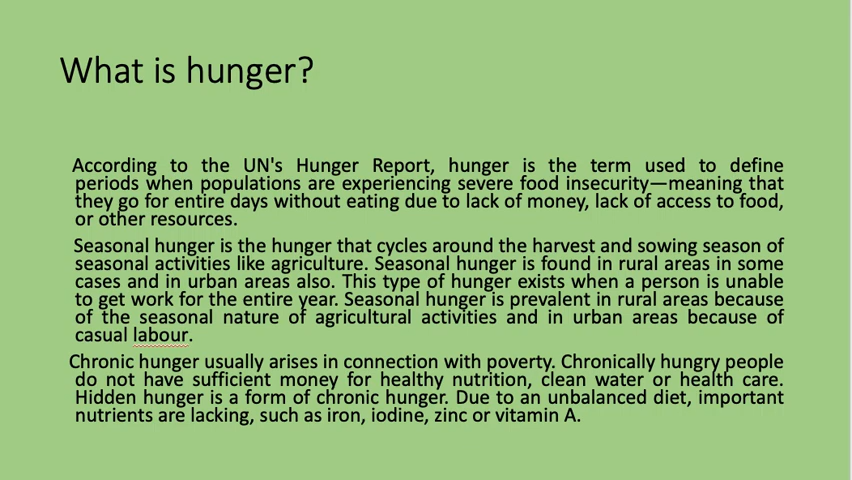 What is hunger?
According to the UN's Hunger Report, hunger is the term used to define
periods when populations are experiencing severe food insecurity—meaning that
they go for entire days without eating due to lack of money, lack of access to food,
or other resources.
Seasonal hunger is the hunger that cycles around the harvest and sowing season of
seasonal activities like agriculture. Seasonal hunger is found in rural areas in some
cases and in urban areas also. This type of hunger exists when a person is unable
to get work for the entire year. Seasonal hunger is prevalent in rural areas because
of the seasonal nature of agricultural activities and in urban areas because of
casual labour.
Chronic hunger usually arises in connection with poverty. Chronically hungry people
do not have sufficient money for healthy nutrition, clean water or health care.
Hidden hunger is a form of chronic hunger. Due to an unbalanced diet, important
nutrients are lacking, such as iron, iodine, zinc or vitamin A.